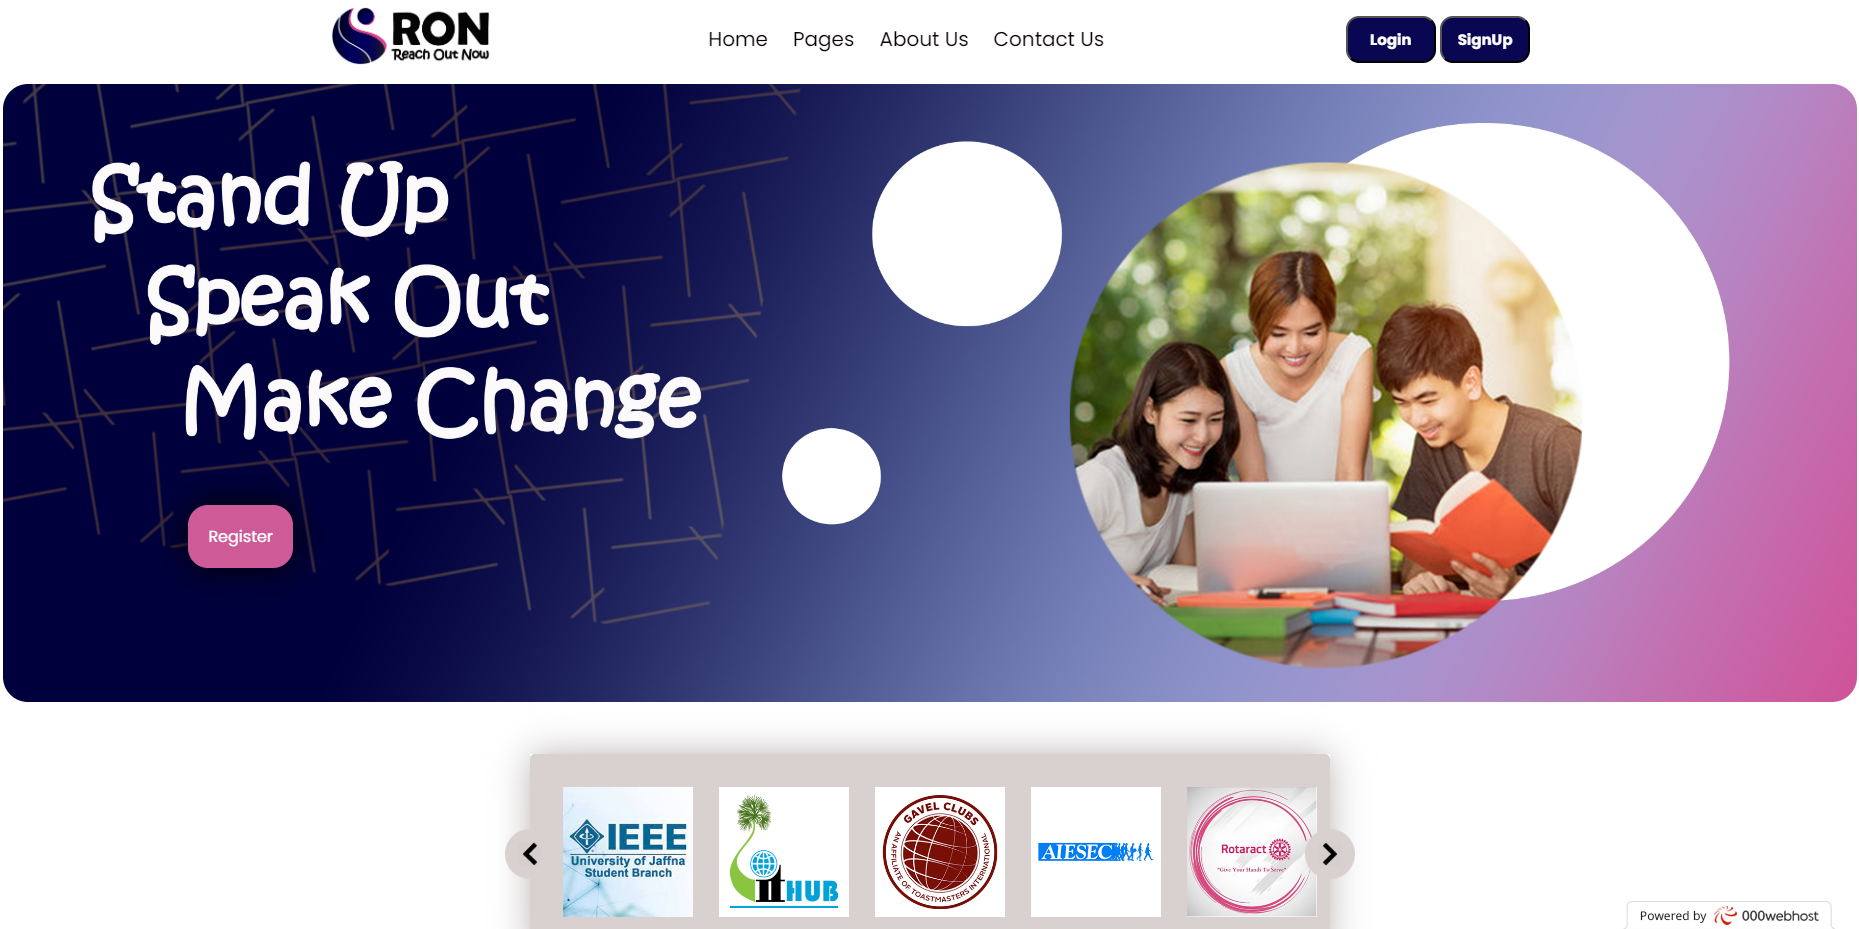 RON
Reach Out Now
Home Pages About Us Contact Us
Login SignUp
Stand Up
Speak Out
Make Change
Register
IEEE
University of Jaffna
Student Branch
iiHUB
GAVEL CLUBS
AN AFFILIATE OF TOASTMASTERS INTERNATIONAL
AIESEC
Rotaract
"Give Your Hands To Serve"
Powered by 000webhost